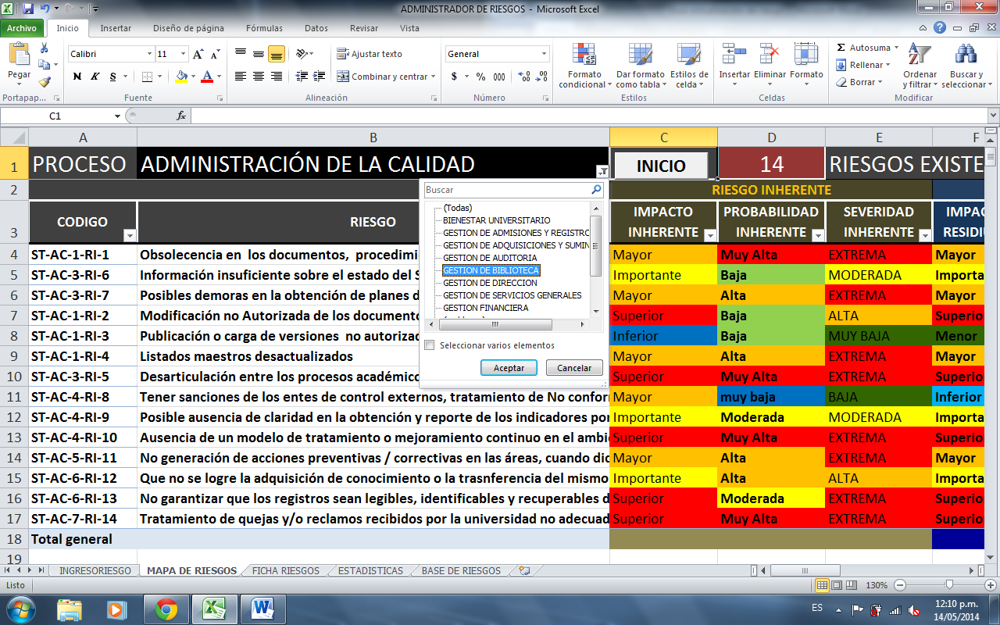 ADMINISTRADOR DE RIESGOS - Microsoft Excel
Archivo Inicio Insertar Diseño de página Fórmulas Datos Revisar Vista
Pegar
Calibri 11
N K S
Ajustar texto
Combinar y centrar
General
$ % 000
Formato condicional
Dar formato como tabla
Estilos de celda
Insertar Eliminar Formato
Autosuma
Rellenar
Borrar
Ordenar y filtrar
Buscar y seleccionar
Portapap... Fuente Alineación Número Estilos Celdas Modificar
C1 fx
A B C D E F
1 PROCESO ADMINISTRACIÓN DE LA CALIDAD INICIO 14 RIESGOS EXISTE
2 RIESGO INHERENTE
3 CODIGO RIESGO IMPACTO INHERENTE PROBABILIDAD INHERENTE SEVERIDAD INHERENTE IMPAC RESIDU
4 ST-AC-1-RI-1 Obsolecencia en los documentos, procedimi Mayor Muy Alta EXTREMA Mayor
5 ST-AC-3-RI-6 Información insuficiente sobre el estado del S Importante Baja MODERADA Importa
6 ST-AC-3-RI-7 Posibles demoras en la obtención de planes d Mayor Alta EXTREMA Mayor
7 ST-AC-1-RI-2 Modificación no Autorizada de los documento Superior Baja ALTA Superio
8 ST-AC-1-RI-3 Publicación o carga de versiones no autorizad Inferior Baja MUY BAJA Menor
9 ST-AC-1-RI-4 Listados maestros desactualizados Mayor Alta EXTREMA Mayor
10 ST-AC-3-RI-5 Desarticulación entre los procesos académico Superior Muy Alta EXTREMA Superio
11 ST-AC-4-RI-8 Tener sanciones de los entes de control externos, tratamiento de No confor Mayor muy baja BAJA Inferior
12 ST-AC-4-RI-9 Posible ausencia de claridad en la obtención y reporte de los indicadores por Importante Moderada MODERADA Importa
13 ST-AC-4-RI-10 Ausencia de un modelo de tratamiento o mejoramiento continuo en el ambi Superior Muy Alta EXTREMA Superio
14 ST-AC-5-RI-11 No generación de acciones preventivas / correctivas en las áreas, cuando dic Mayor Alta EXTREMA Mayor
15 ST-AC-6-RI-12 Que no se logre la adquisición de conocimiento o la trasnferencia del mismo Importante Alta ALTA Importa
16 ST-AC-6-RI-13 No garantizar que los registros sean legibles, identificables y recuperables d Superior Moderada EXTREMA Superio
17 ST-AC-7-RI-14 Tratamiento de quejas y/o reclamos recibidos por la universidad no adecuad Superior Muy Alta EXTREMA Superio
18 Total general
19
Buscar
(Todas)
BIENESTAR UNIVERSITARIO
GESTION DE ADMISIONES Y REGISTRO
GESTION DE ADQUISICIONES Y SUMIN
GESTION DE AUDITORIA
GESTION DE BIBLIOTECA
GESTION DE DIRECCION
GESTION DE SERVICIOS GENERALES
GESTION FINANCIERA
Seleccionar varios elementos
Aceptar Cancelar
INGRESORIESGO MAPA DE RIESGOS FICHA RIESGOS ESTADISTICAS BASE DE RIESGOS
Listo 130%
ES 12:10 p.m.
14/05/2014